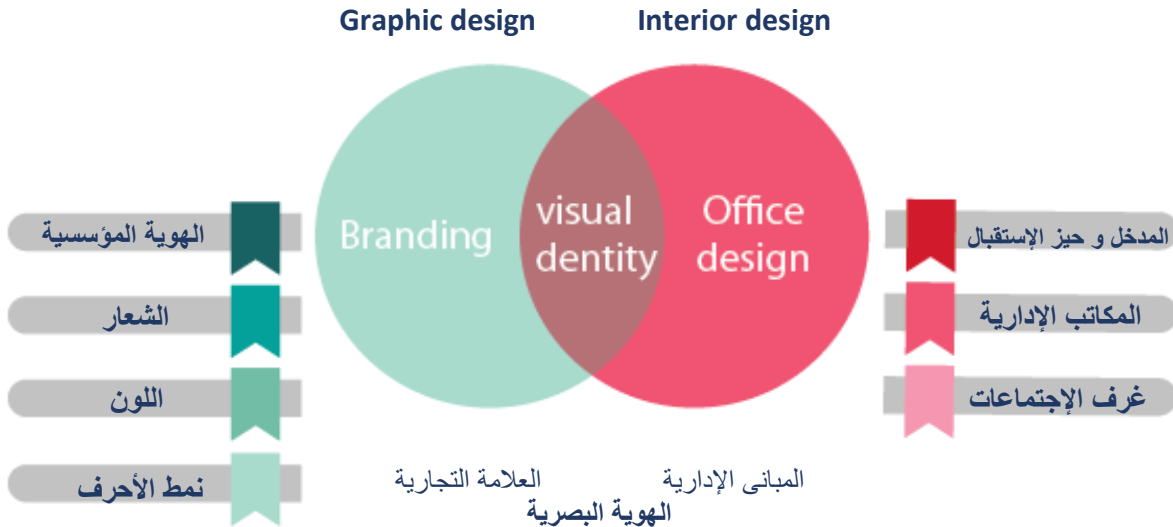 Graphic design
Interior design
Branding
visual
dentity
Office
design
الهوية المؤسسية
الشعار
اللون
نمط الأحرف
المدخل و حيز الإستقبال
المكاتب الإدارية
غرف الإجتماعات
العلامة التجارية
المبانى الإدارية
الهوية البصرية